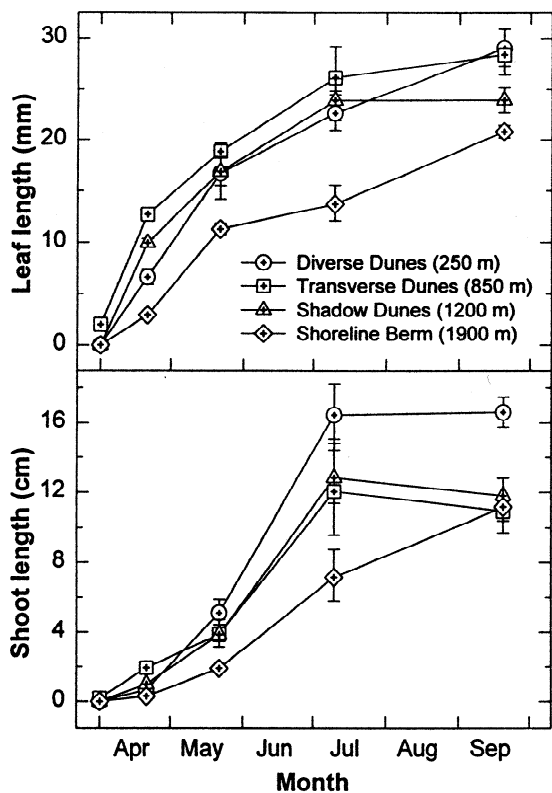 30
20
10
0
Leaf length (mm)
Diverse Dunes (250 m)
Transverse Dunes (850 m)
Shadow Dunes (1200 m)
Shoreline Berm (1900 m)
16
12
8
4
0
Shoot length (cm)
Apr May Jun Jul Aug Sep
Month